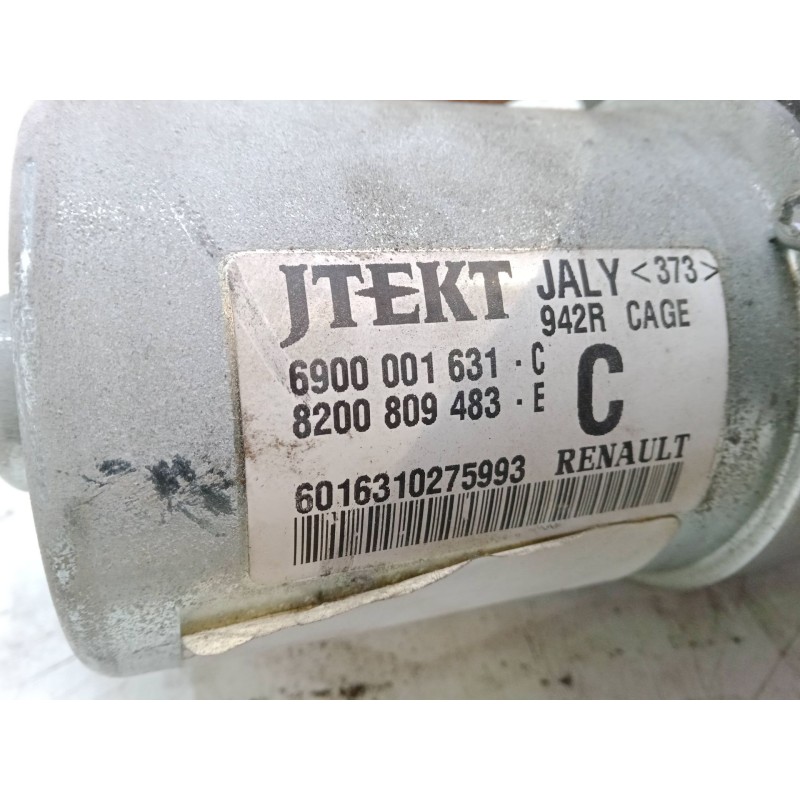 JTEKT JALY <373>
942R CAGE
6900 001 631 - C
8200 809 483 - E
C
6016310275993 RENAULT